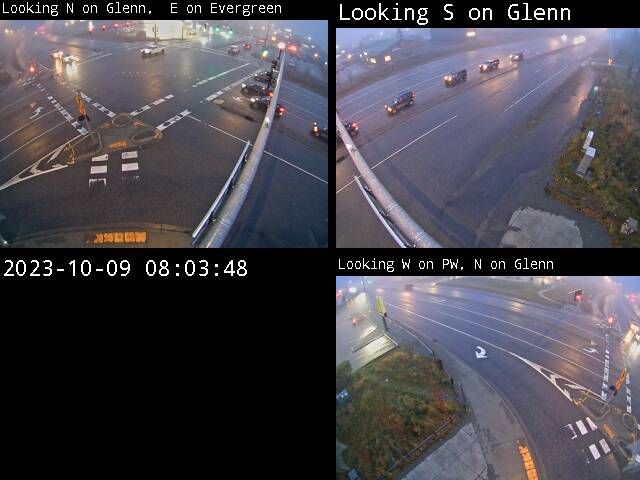 Looking N on Glenn,  E on Evergreen
Looking S on Glenn
2023-10-09 08:03:48
Looking W on PW, N on Glenn